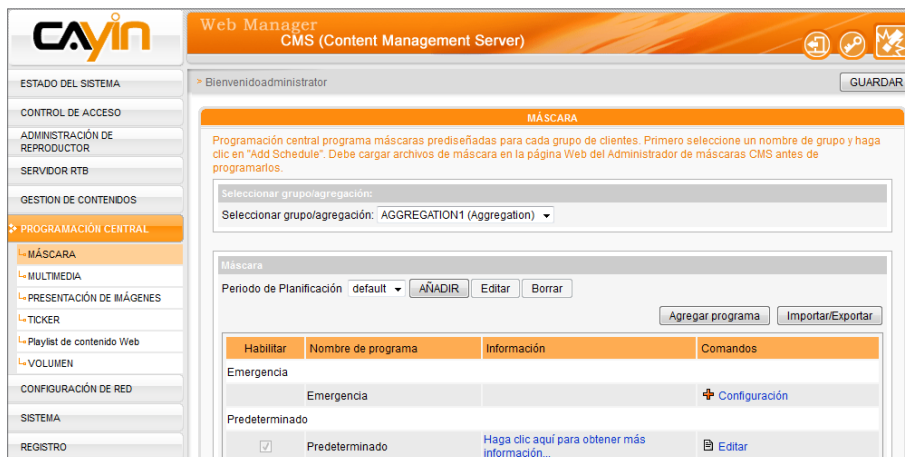 CAYIN
Web Manager
CMS (Content Management Server)
ESTADO DEL SISTEMA
CONTROL DE ACCESO
ADMINISTRACIÓN DE
REPRODUCTOR
SERVIDOR RTB
GESTION DE CONTENIDOS
PROGRAMACIÓN CENTRAL
MÁSCARA
MULTIMEDIA
PRESENTACIÓN DE IMÁGENES
TICKER
Playlist de contenido Web
VOLUMEN
CONFIGURACIÓN DE RED
SISTEMA
REGISTRO
> Bienvenidoadministrator
GUARDAR
MÁSCARA
Programación central programa máscaras prediseñadas para cada grupo de clientes. Primero seleccione un nombre de grupo y haga
clic en "Add Schedule". Debe cargar archivos de máscara en la página Web del Administrador de máscaras CMS antes de
programarlos.
Seleccionar grupo/agregación:
Seleccionar grupo/agregación: AGGREGATION1 (Aggregation)
Máscara
Periodo de Planificación default AÑADIR Editar Borrar
Agregar programa Importar/Exportar
Habilitar Nombre de programa Información Comandos
Emergencia
Emergencia Configuración
Predeterminado
Predeterminado Haga clic aquí para obtener más Editar
información...